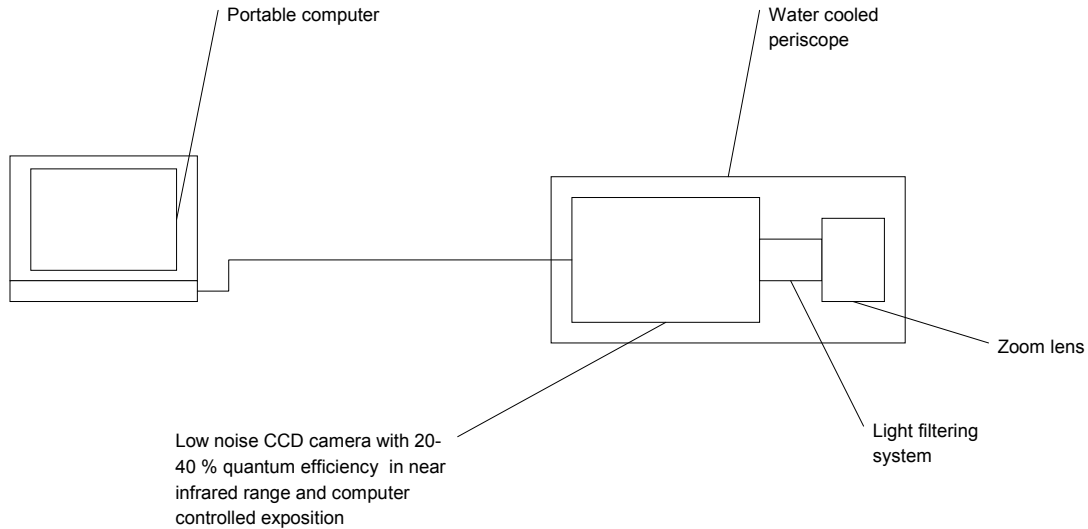 Portable computer
Water cooled
periscope
Zoom lens
Light filtering
system
Low noise CCD camera with 20-
40 % quantum efficiency  in near
infrared range and computer
controlled exposition